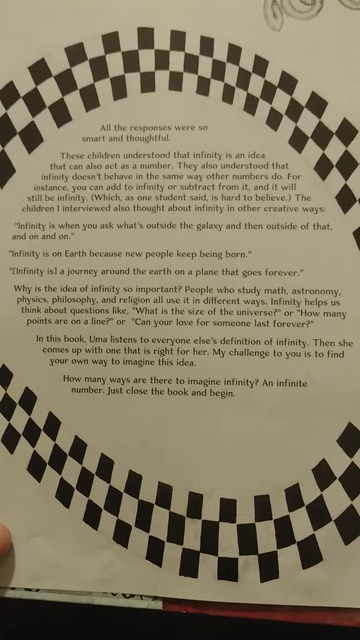 All the responses were so
smart and thoughtful.
These children understood that infinity is an idea
that can also act as a number. They also understood that
infinity doesn't behave in the same way other numbers do. For
instance, you can add to infinity or subtract from it, and it will
still be infinity. (Which, as one student said, is hard to believe.) The
children I interviewed also thought about infinity in other creative ways:
"Infinity is when you ask what's outside the galaxy and then outside of that,
and on and on."
"Infinity is on Earth because new people keep being born."
"[Infinity is] a journey around the earth on a plane that goes forever."
Why is the idea of infinity so important? People who study math, astronomy,
physics, philosophy, and religion all use it in different ways. Infinity helps us
think about questions like, "What is the size of the universe?" or "How many
points are on a line?" or "Can your love for someone last forever?"
In this book, Uma listens to everyone else's definition of infinity. Then she
comes up with one that is right for her. My challenge to you is to find
your own way to imagine this idea.
How many ways are there to imagine infinity? An infinite
number. Just close the book and begin.